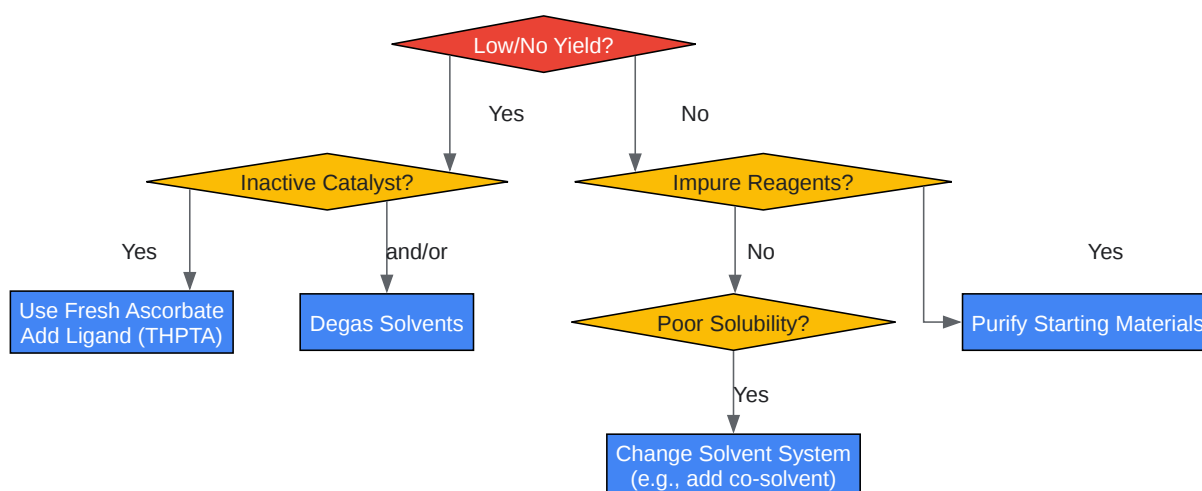 Low/No Yield?
Yes
No
Inactive Catalyst?
Impure Reagents?
Yes
and/or
No
Yes
Use Fresh Ascorbate
Add Ligand (THPTA)
Degas Solvents
Poor Solubility?
Purify Starting Materials
Yes
Change Solvent System
(e.g., add co-solvent)